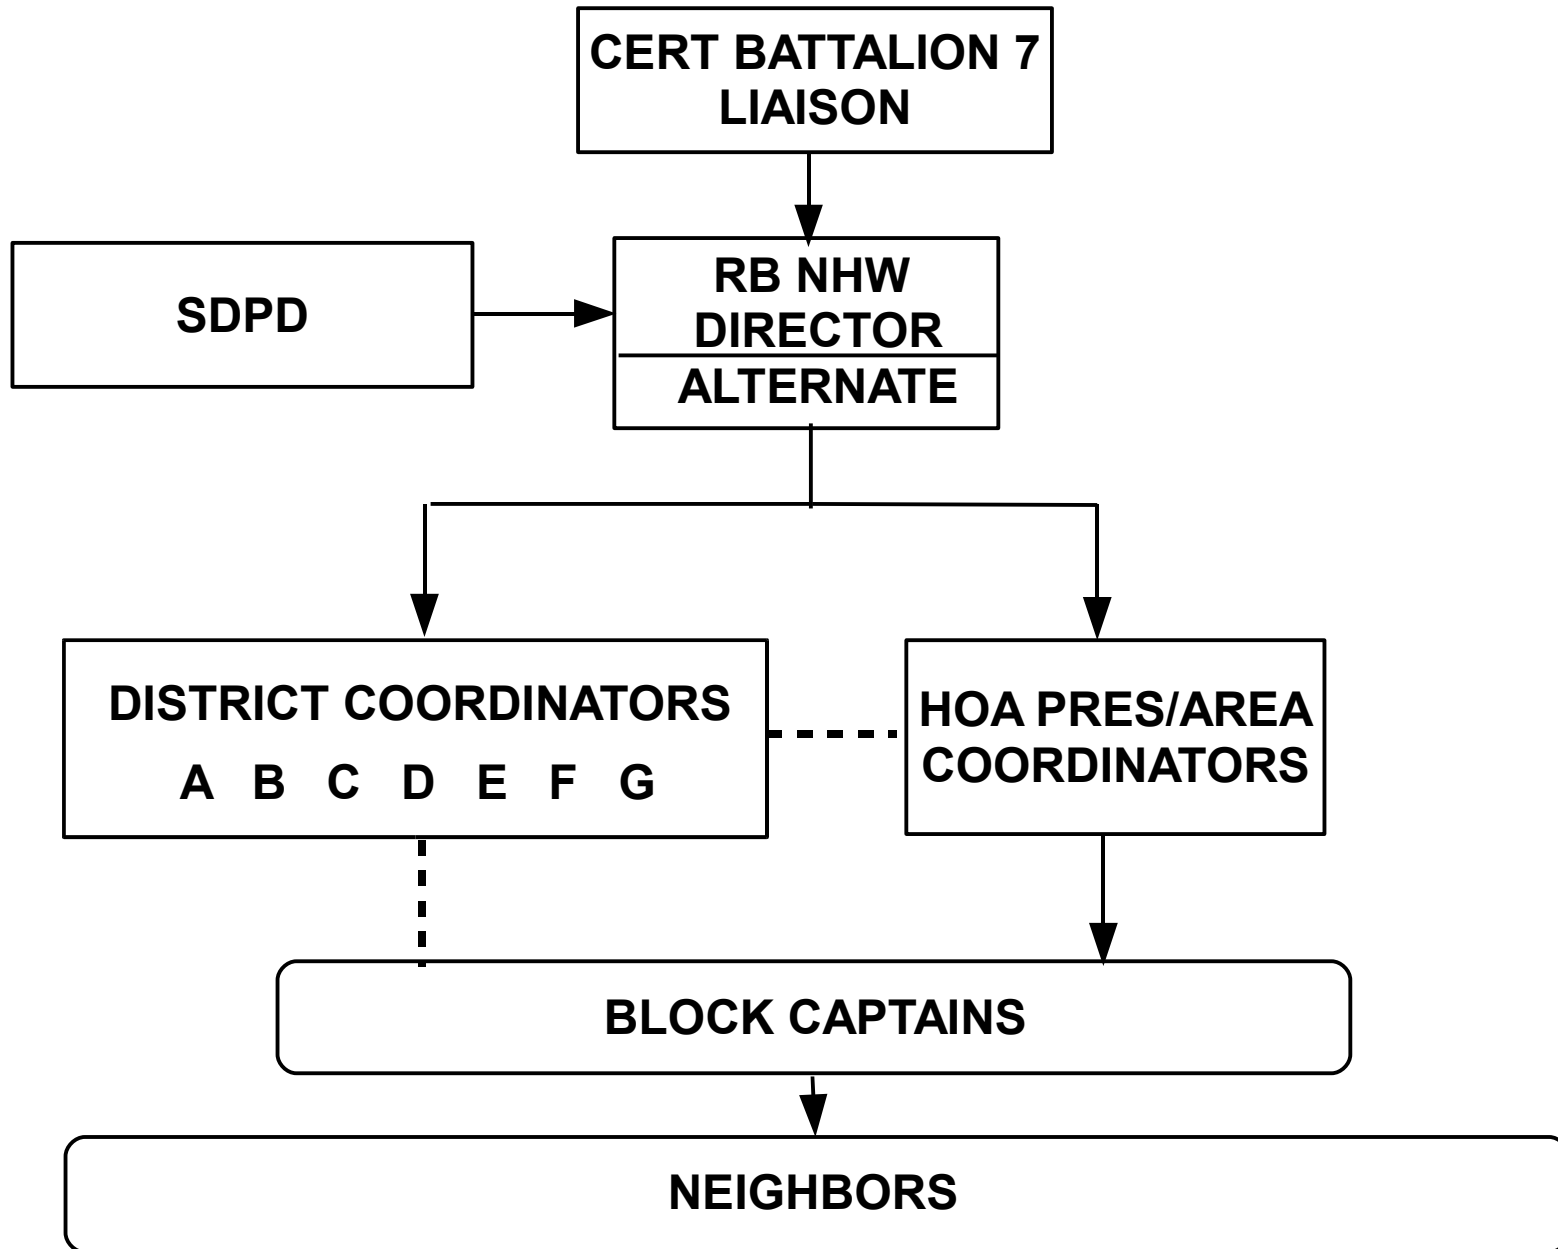 CERT BATTALION 7
LIAISON
SDPD
RB NHW
DIRECTOR
ALTERNATE
DISTRICT COORDINATORS
A B C D E F G
HOA PRES/AREA
COORDINATORS
BLOCK CAPTAINS
NEIGHBORS